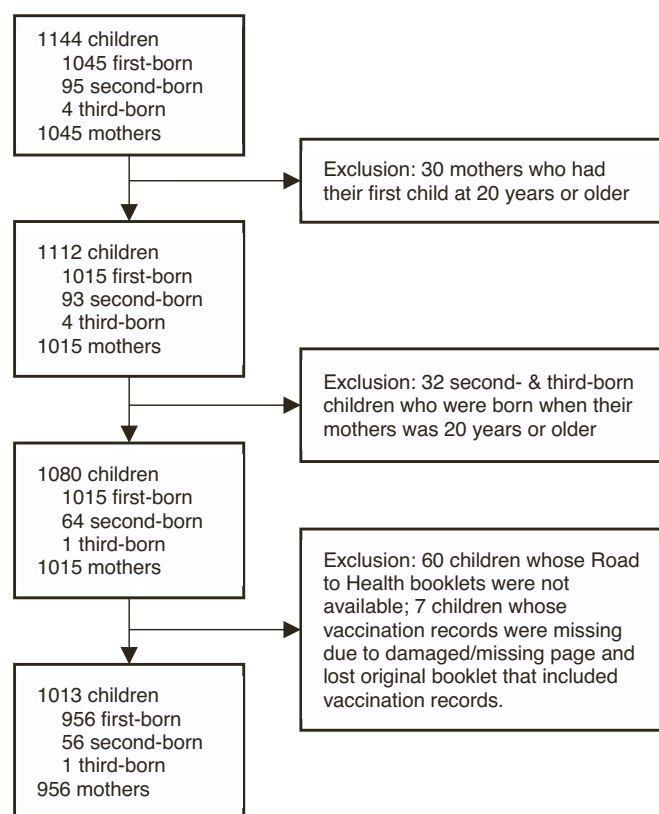 1144 children
1045 first-born
95 second-born
4 third-born
1045 mothers
Exclusion: 30 mothers who had
their first child at 20 years or older
1112 children
1015 first-born
93 second-born
4 third-born
1015 mothers
Exclusion: 32 second- & third-born
children who were born when their
mothers was 20 years or older
1080 children
1015 first-born
64 second-born
1 third-born
1015 mothers
Exclusion: 60 children whose Road
to Health booklets were not
available; 7 children whose
vaccination records were missing
due to damaged/missing page and
lost original booklet that included
vaccination records.
1013 children
956 first-born
56 second-born
1 third-born
956 mothers